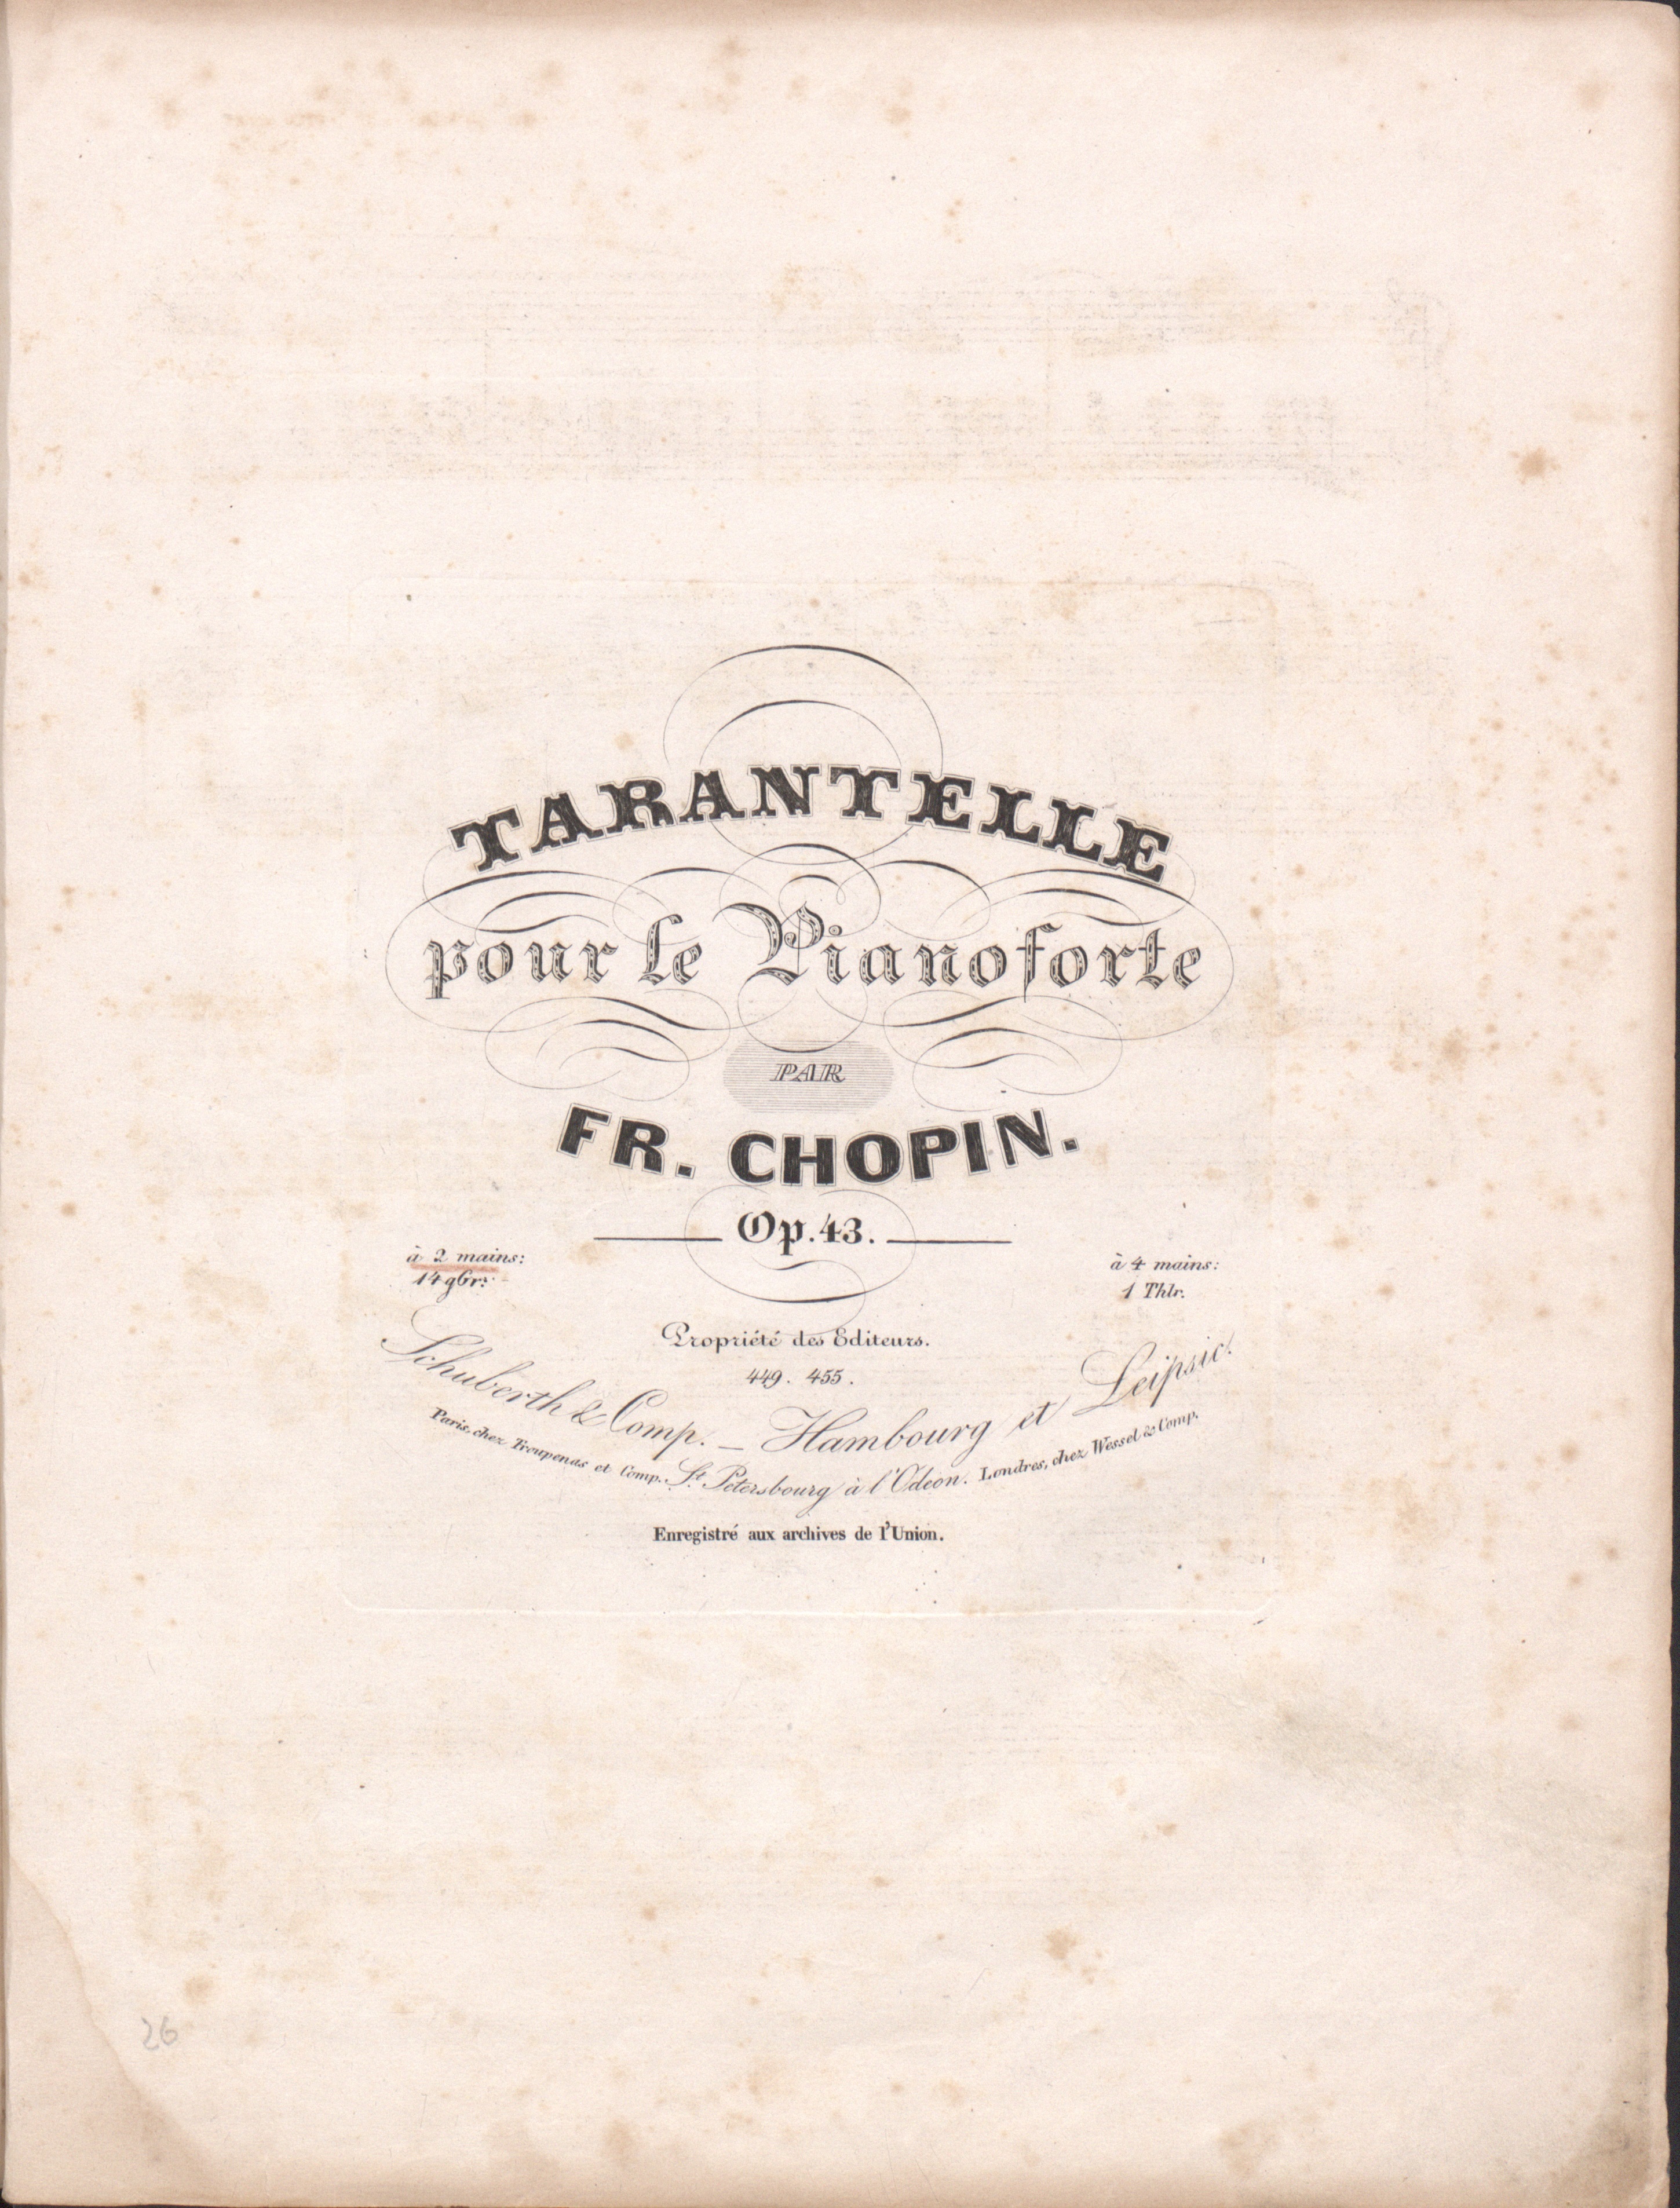 TARANTELLE
pour le Pianoforte
PAR
FR. CHOPIN.
Op. 43.
à 2 mains:
14 gGr:
à 4 mains:
1 Thlr.
Propriété des Editeurs.
449. 455.
Schuberth & Comp. – Hambourg et Leipsic.
Paris, chez Troupenas et Comp. St. Petersbourg à l'Odeon. Londres, chez Wessel & Comp.
Enregistré aux archives de l'Union.
26